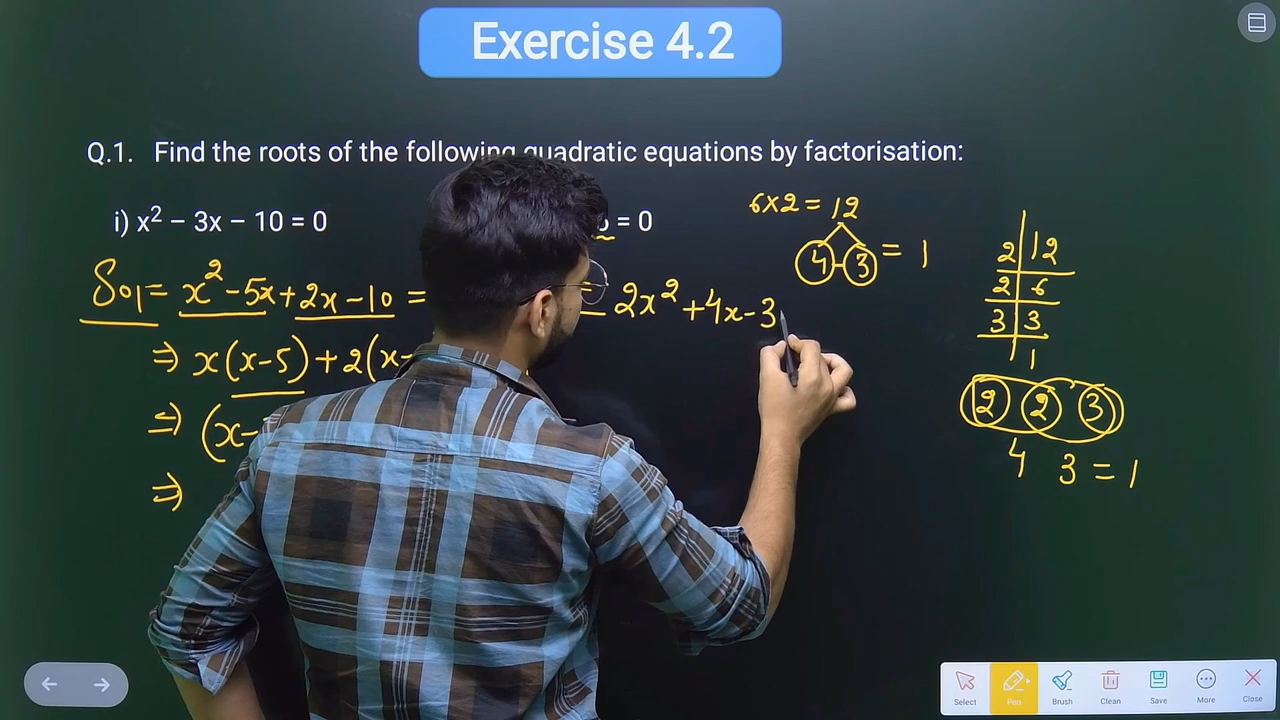 Exercise 4.2
Q.1. Find the roots of the following quadratic equations by factorisation:
i) x² − 3x − 10 = 0
= 0
6×2 = 12
4 - 3 = 1
Sol = x² - 5x + 2x - 10 =
= 2x² + 4x - 3
⇒ x(x-5) + 2(x-
⇒ (x-
⇒
2 | 12
2 | 6
3 | 3
1
2 2 3
4 3 = 1
Select Pen Brush Clean Save More Close